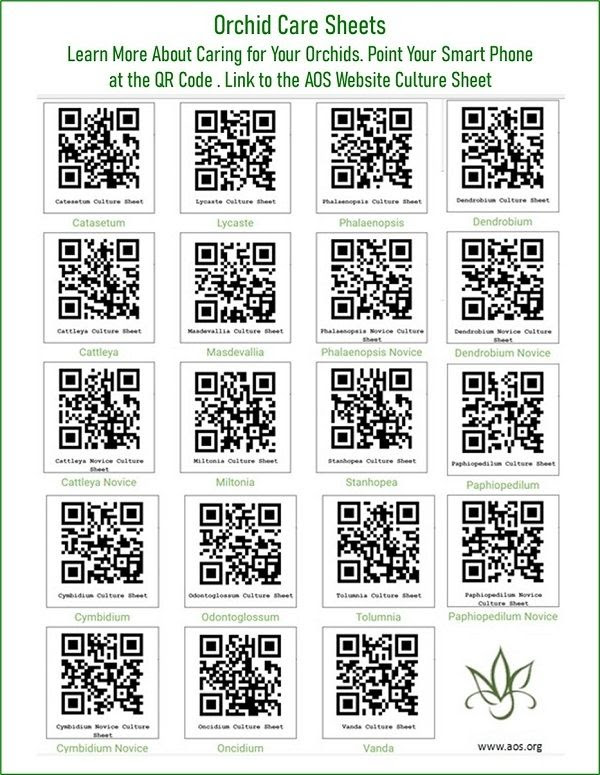 Orchid Care Sheets
Learn More About Caring for Your Orchids. Point Your Smart Phone
at the QR Code . Link to the AOS Website Culture Sheet
Catasetum Culture Sheet
Catasetum
Lycaste Culture Sheet
Lycaste
Phalaenopsis Culture Sheet
Phalaenopsis
Dendrobium Culture Sheet
Dendrobium
Cattleya Culture Sheet
Cattleya
Masdevallia Culture Sheet
Masdevallia
Phalaenopsis Novice Culture
Sheet
Phalaenopsis Novice
Dendrobium Novice Culture
Sheet
Dendrobium Novice
Cattleya Novice Culture
Sheet
Cattleya Novice
Miltonia Culture Sheet
Miltonia
Stanhopea Culture Sheet
Stanhopea
Paphiopedilum Culture Sheet
Paphiopedilum
Cymbidium Culture Sheet
Cymbidium
Odontoglossum Culture Sheet
Odontoglossum
Tolumnia Culture Sheet
Tolumnia
Paphiopedilum Novice
Culture Sheet
Paphiopedilum Novice
Cymbidium Novice Culture
Sheet
Cymbidium Novice
Oncidium Culture Sheet
Oncidium
Vanda Culture Sheet
Vanda
www.aos.org